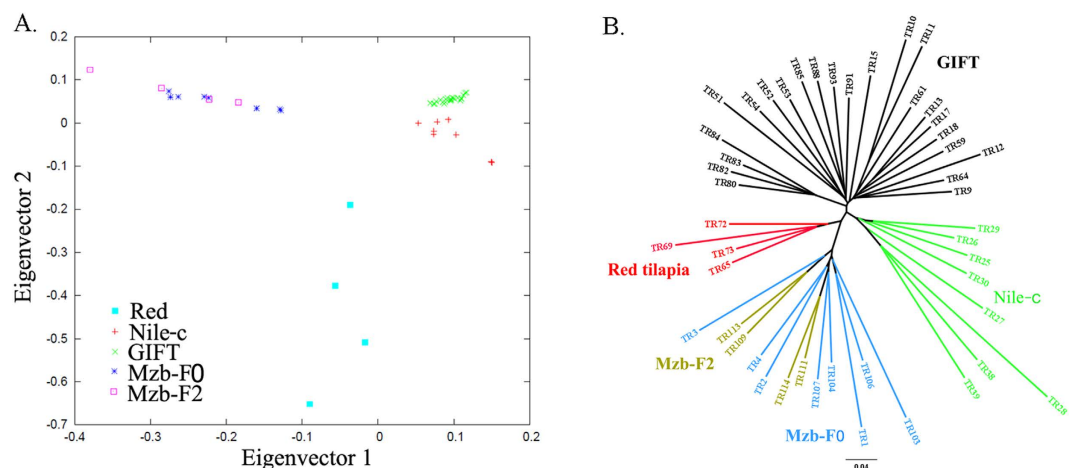 A.
0.2
0.1
0
-0.1
-0.2
-0.3
-0.4
-0.5
-0.6
-0.7
Eigenvector 2
Red
Nile-c
GIFT
Mzb-F0
Mzb-F2
-0.4
-0.3
-0.2
-0.1
0
0.1
0.2
Eigenvector 1
B.
GIFT
TR10
TR11
TR15
TR91
TR93
TR88
TR85
TR53
TR52
TR54
TR51
TR84
TR83
TR82
TR80
TR61
TR13
TR17
TR18
TR59
TR12
TR64
TR9
TR72
TR69
TR73
TR65
Red tilapia
TR29
TR26
TR25
TR30
Nile-c
TR27
TR38
TR39
TR28
TR3
TR113
TR109
Mzb-F2
TR4
TR2
TR114
TR111
TR107
TR104
TR106
TR1
TR103
Mzb-F0
0.04